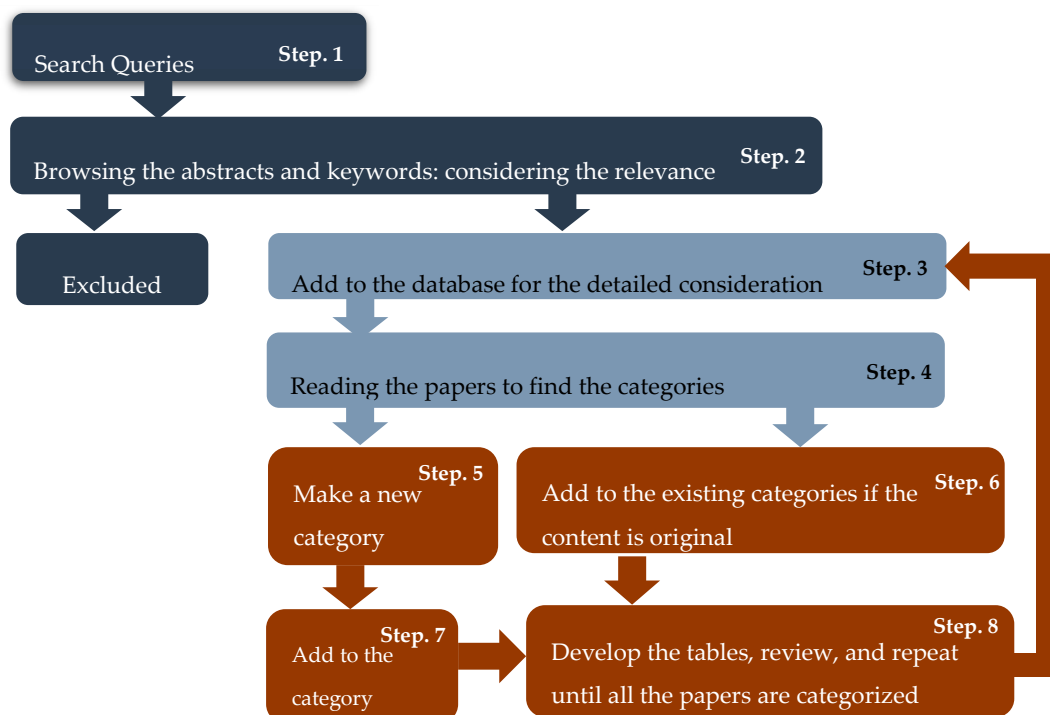 Step. 1
Search Queries
Step. 2
Browsing the abstracts and keywords: considering the relevance
Excluded
Step. 3
Add to the database for the detailed consideration
Step. 4
Reading the papers to find the categories
Step. 5
Make a new
category
Step. 6
Add to the existing categories if the
content is original
Step. 7
Add to the
category
Step. 8
Develop the tables, review, and repeat
until all the papers are categorized